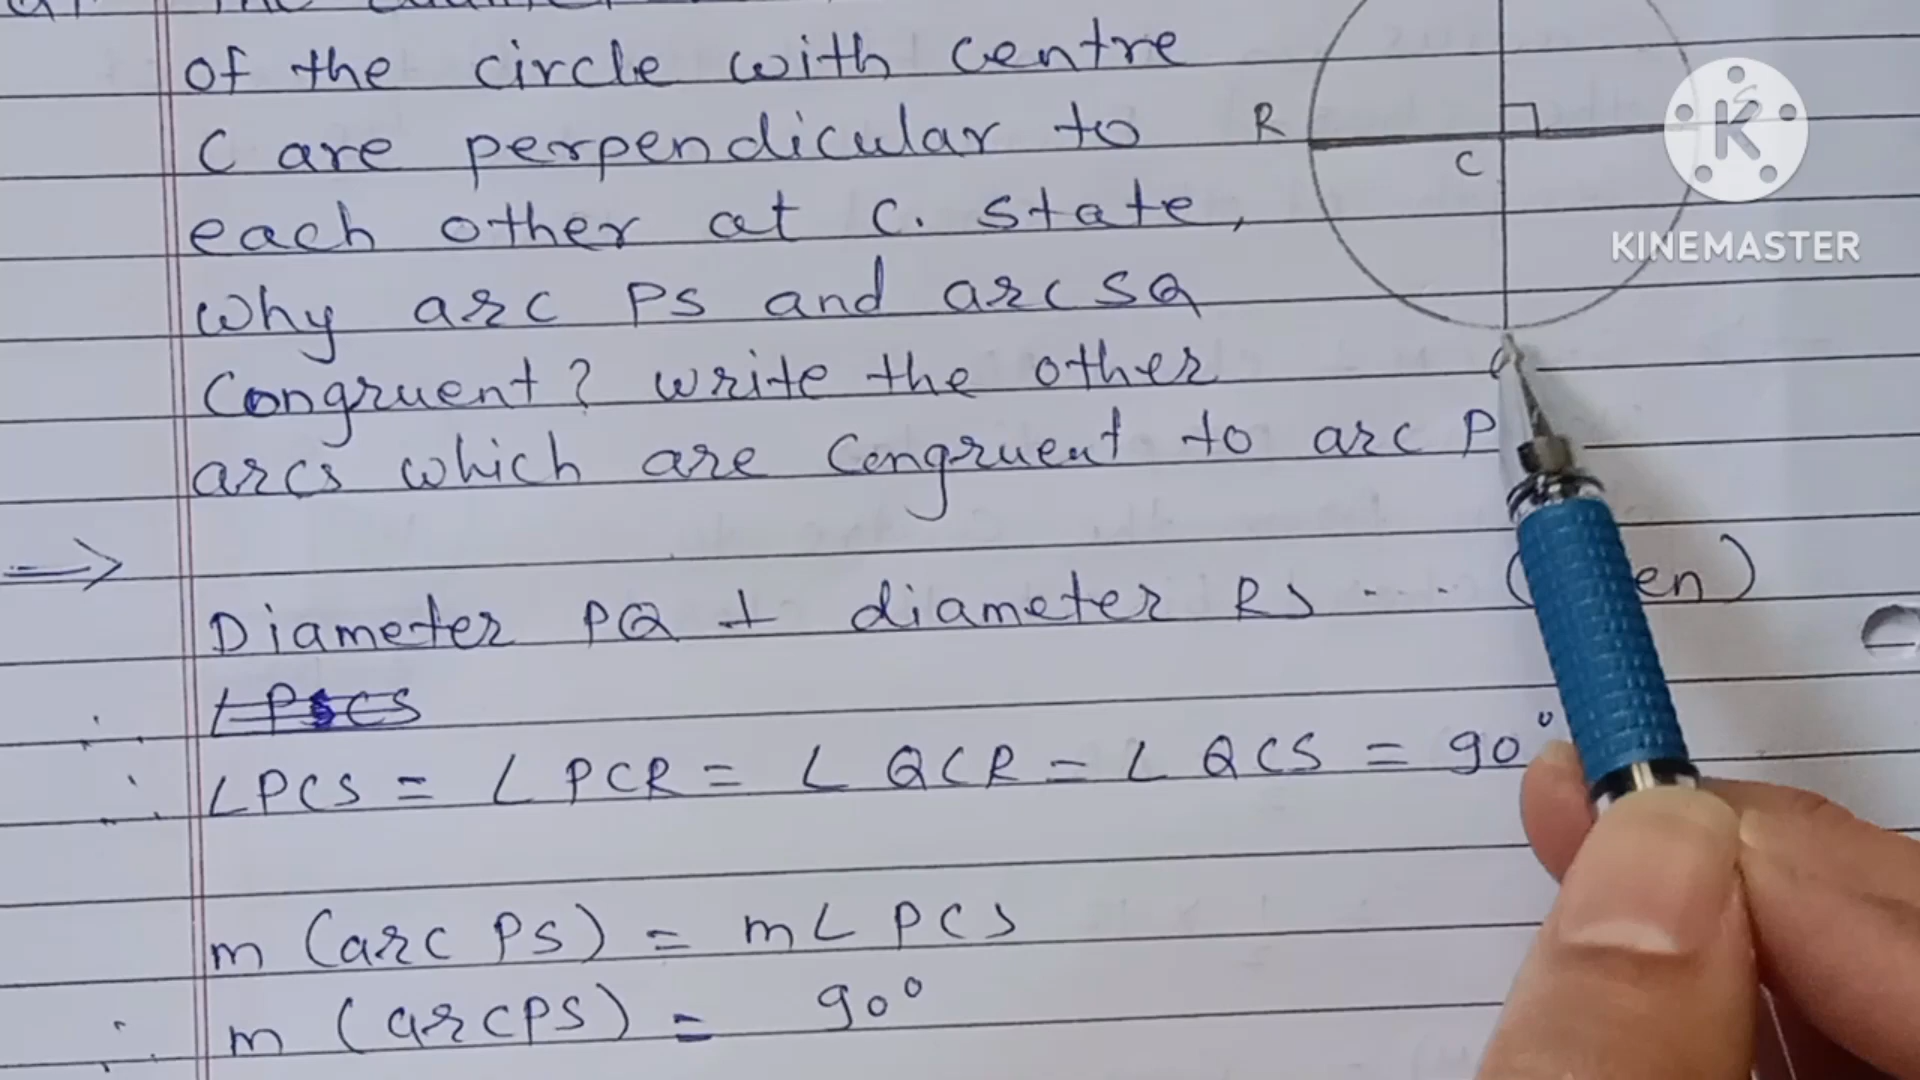 of the circle with centre
C are perpendicular to
each other at C. State,
why arc PS and arc SQ
Congruent? write the other
arcs which are congruent to arc P
R
C
S
K
KINEMASTER
⇒
Diameter PQ ⊥ diameter RS .... ( en)
∠PCS
∴ ∠PCS = ∠PCR = ∠QCR = ∠QCS = 90°
m (arc PS) = m∠PCS
∴ m (arc PS) = 90°